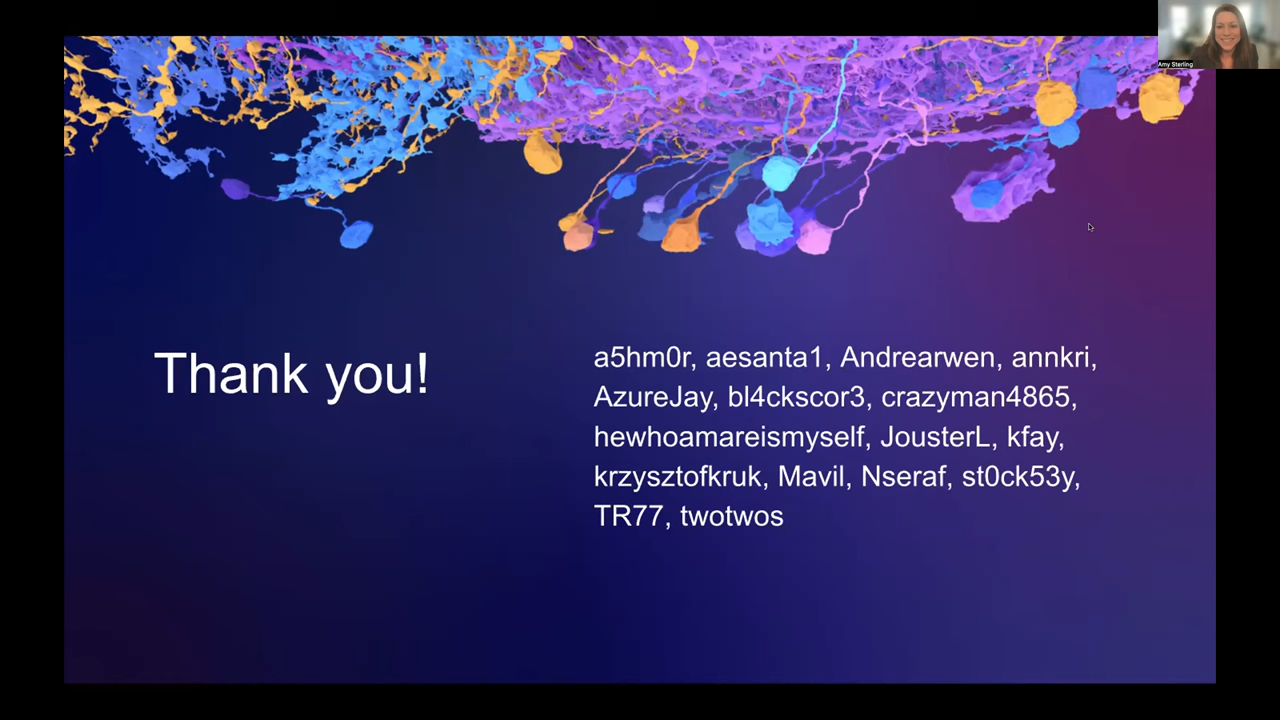 Amy Sterling
Thank you!
a5hm0r, aesanta1, Andrearwen, annkri,
AzureJay, bl4ckscor3, crazyman4865,
hewhoamareismyself, JousterL, kfay,
krzysztofkruk, Mavil, Nseraf, st0ck53y,
TR77, twotwos